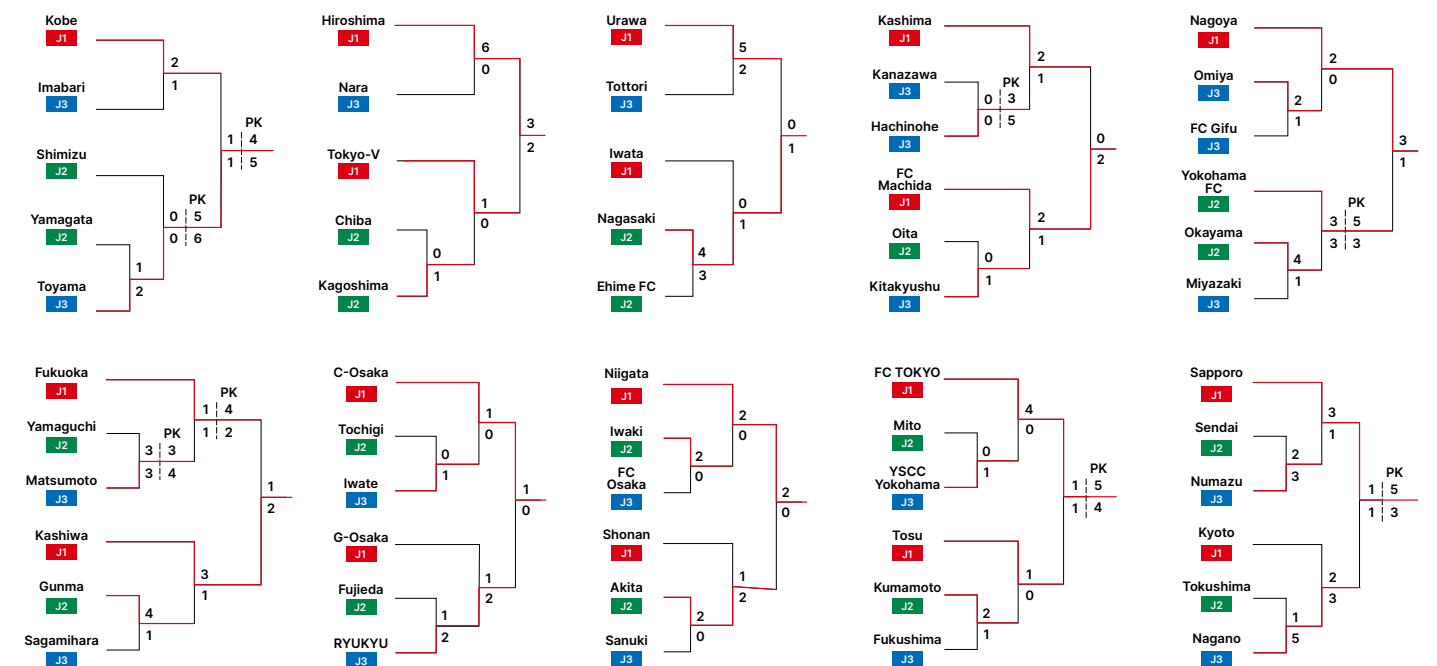 Kobe
J1
2
Imabari
1
J3
PK
1 4
Shimizu
1 5
J2
PK
0 5
Yamagata
0 6
J2
1
Toyama
2
J3
Hiroshima
J1
6
0
Nara
J3
3
Tokyo-V
2
J1
1
Chiba
0
J2
0
Kagoshima
1
J2
Urawa
J1
5
2
Tottori
J3
0
Iwata
1
J1
0
Nagasaki
1
J2
4
3
Ehime FC
J2
Kashima
J1
2
Kanazawa
1
J3
PK
0 3
Hachinohe
0 5
J3
0
2
FC
Machida
J1
2
Oita
1
J2
0
Kitakyushu
1
J3
Nagoya
J1
2
Omiya
0
J3
2
FC Gifu
1
J3
3
1
Yokohama
FC
J2
PK
3 5
Okayama
3 3
J2
4
Miyazaki
1
J3
Fukuoka
J1
PK
1 4
Yamaguchi
1 2
J2
PK
3 3
Matsumoto
3 4
J3
1
2
Kashiwa
J1
3
Gunma
1
J2
4
Sagamihara
1
J3
C-Osaka
J1
1
Tochigi
0
J2
0
Iwate
1
J3
1
0
G-Osaka
J1
1
Fujieda
2
J2
1
RYUKYU
2
J3
Niigata
J1
2
Iwaki
0
J2
2
FC
0
Osaka
J3
2
0
Shonan
J1
1
Akita
2
J2
2
Sanuki
0
J3
FC TOKYO
J1
4
Mito
0
J2
0
YSCC
1
Yokohama
J3
PK
1 5
1 4
Tosu
J1
1
Kumamoto
0
J2
2
Fukushima
1
J3
Sapporo
J1
3
Sendai
1
J2
2
Numazu
3
J3
PK
1 5
1 3
Kyoto
J1
2
Tokushima
3
J2
1
Nagano
5
J3